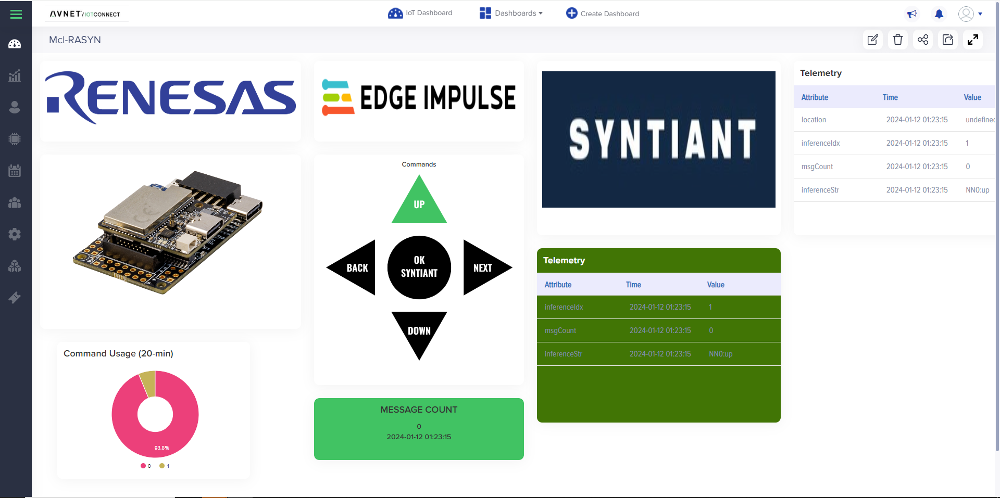 AVNET/IOTCONNECT
IoT Dashboard
Dashboards
Create Dashboard
Mcl-RASYN
RENESAS
EDGE IMPULSE
SYNTIANT
Telemetry
Attribute Time Value
location 2024-01-12 01:23:15 undefined
inferenceIdx 2024-01-12 01:23:15 1
msgCount 2024-01-12 01:23:15 0
inferenceStr 2024-01-12 01:23:15 NN0:up
Commands
UP
BACK
OK
SYNTIANT
NEXT
DOWN
Telemetry
Attribute Time Value
inferenceIdx 2024-01-12 01:23:15 1
msgCount 2024-01-12 01:23:15 0
inferenceStr 2024-01-12 01:23:15 NN0:up
Command Usage (20-min)
93.8%
0 1
MESSAGE COUNT
0
2024-01-12 01:23:15